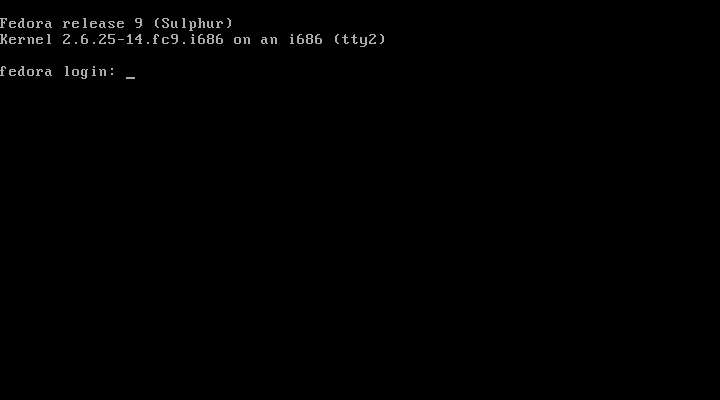 Fedora release 9 (Sulphur)
Kernel 2.6.25-14.fc9.i686 on an i686 (tty2)
fedora login: _